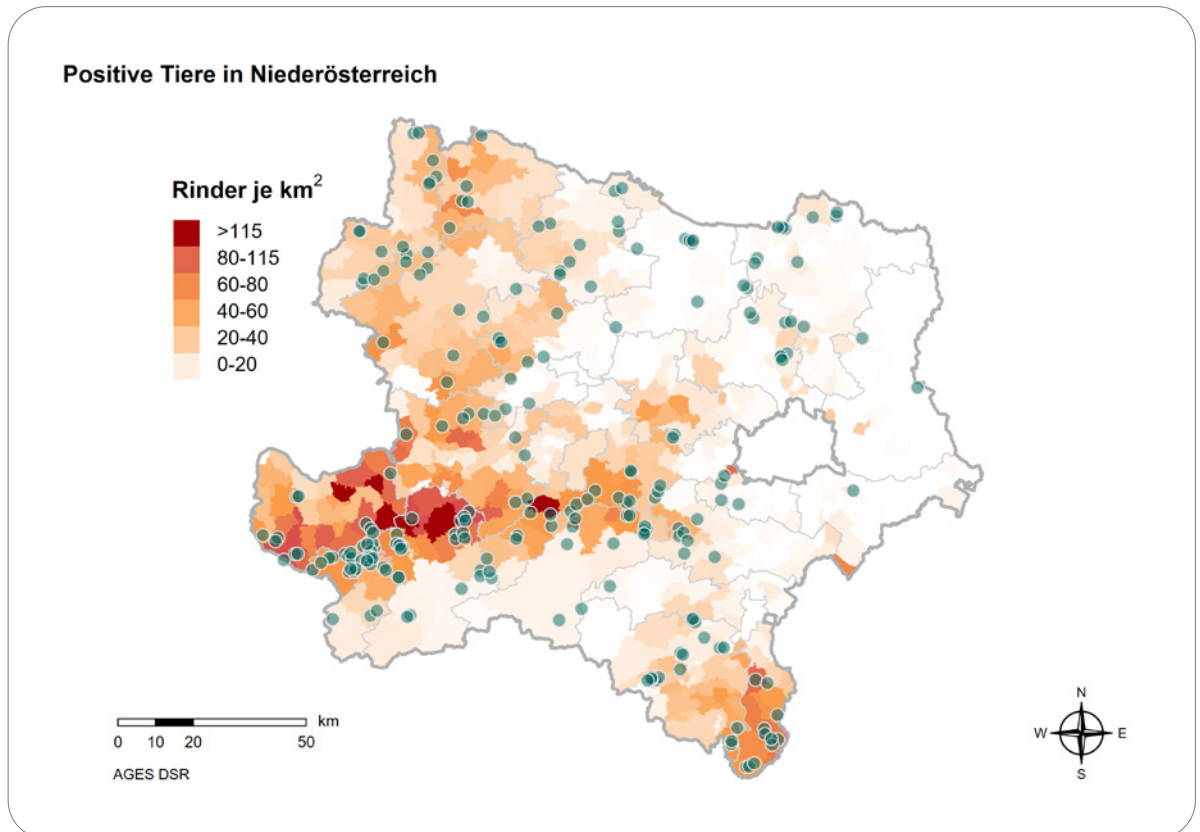 Positive Tiere in Niederösterreich
Rinder je km²
>115
80-115
60-80
40-60
20-40
0-20
km
0 10 20 50
AGES DSR
N
W E
S